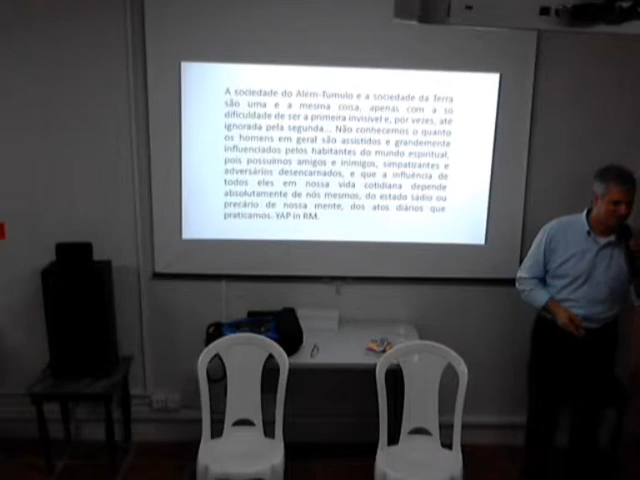 A sociedade do Além-Tumulo e a sociedade da Terra
são uma e a mesma coisa, apenas com a só
dificuldade de ser a primeira invisível e, por vezes, até
ignorada pela segunda... Não conhecemos o quanto
os homens em geral são assistidos e grandemente
influenciados pelos habitantes do mundo espiritual,
pois possuimos amigos e inimigos, simpatizantes e
adversários desencarnados, e que a influência de
todos eles em nossa vida cotidiana depende
absolutamente de nós mesmos, do estado sadio ou
precário de nossa mente, dos atos diários que
praticamos. YAP in RM.